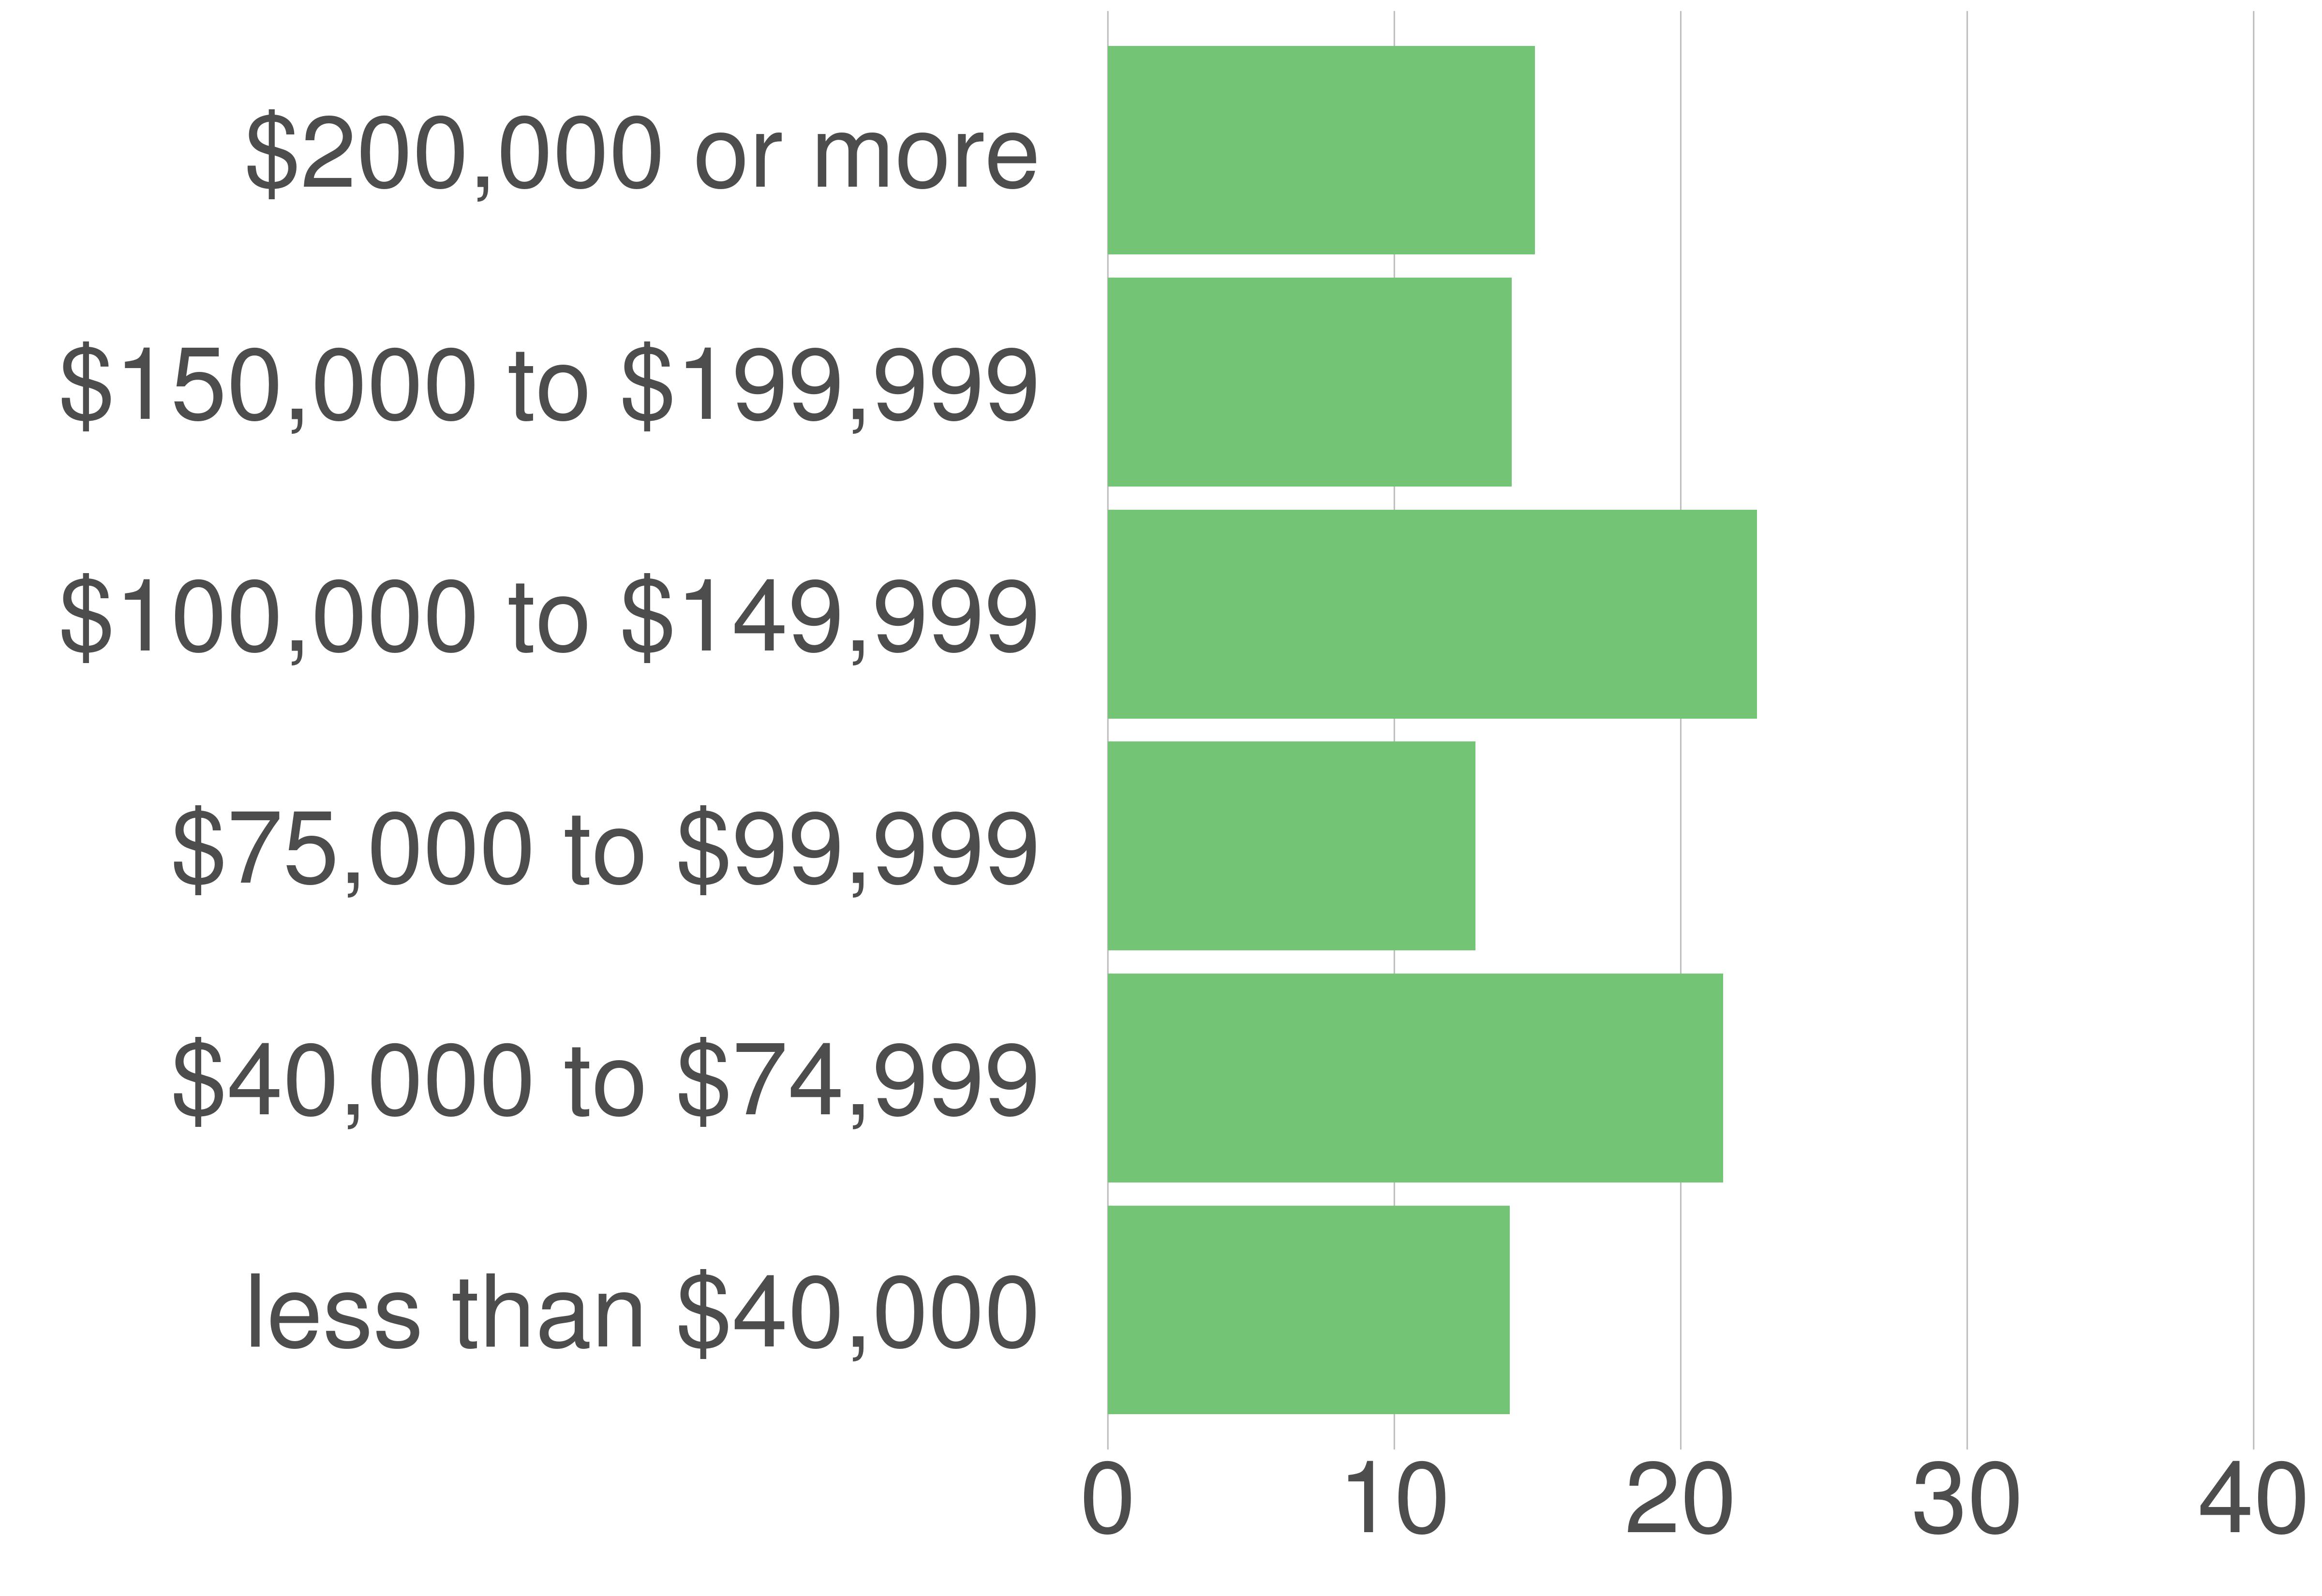 $200,000 or more
$150,000 to $199,999
$100,000 to $149,999
$75,000 to $99,999
$40,000 to $74,999
less than $40,000
0 10 20 30 40